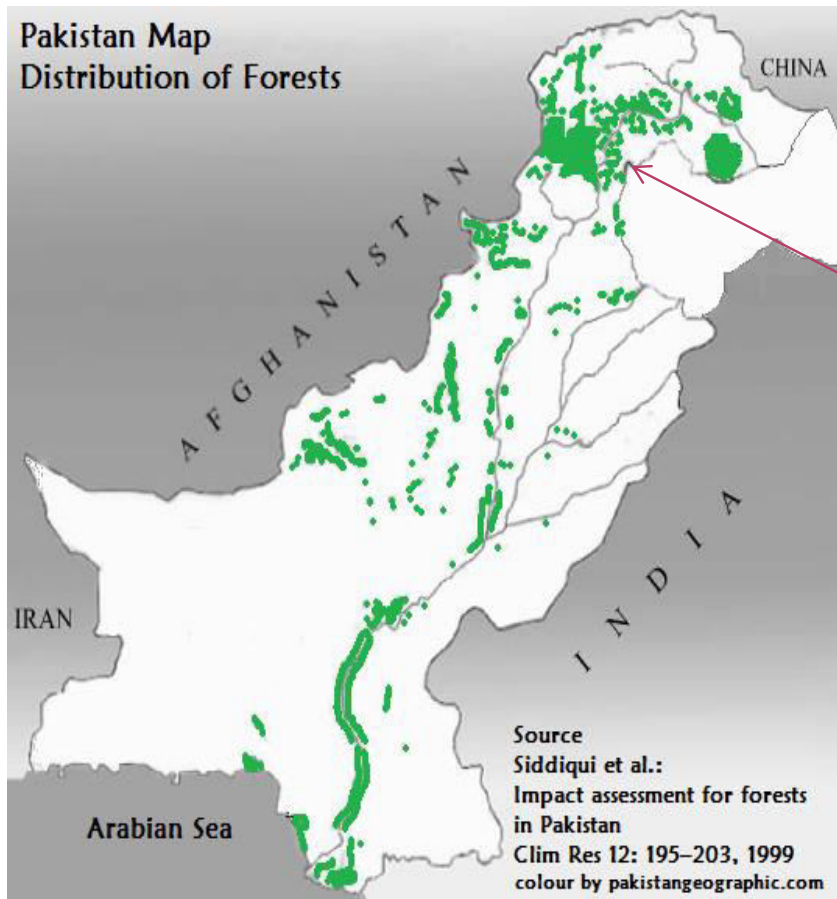 Pakistan Map
Distribution of Forests
CHINA
AFGHANISTAN
IRAN
INDIA
Arabian Sea
Source
Siddiqui et al.:
Impact assessment for forests
in Pakistan
Clim Res 12: 195–203, 1999
colour by pakistangeographic.com